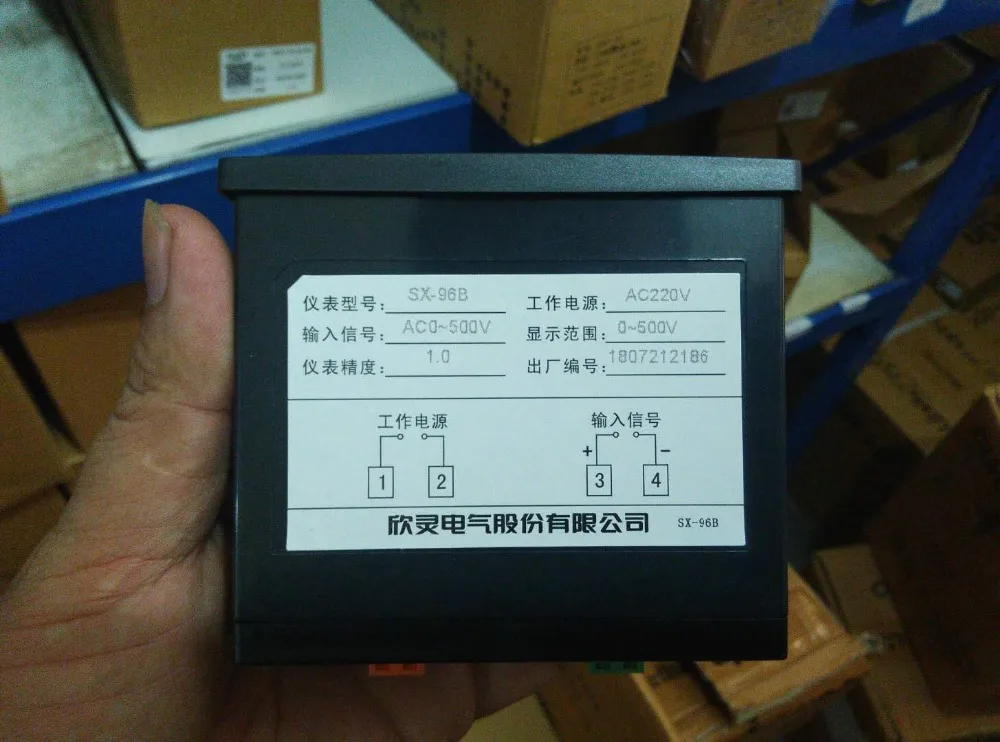 仪表型号: SX-96B 工作电源: AC220V
输入信号: AC0~500V 显示范围: 0~500V
仪表精度: 1.0 出厂编号: 1807212186
工作电源 输入信号
+ -
1 2 3 4
欣灵电气股份有限公司 SX-96B